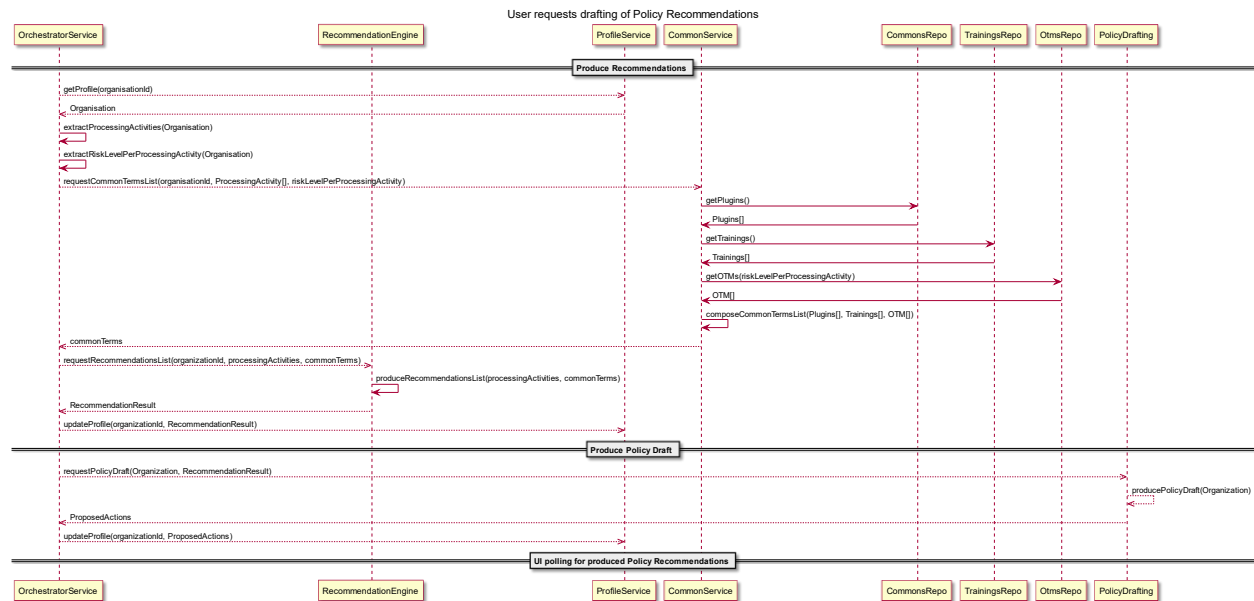 User requests drafting of Policy Recommendations
OrchestratorService RecommendationEngine ProfileService CommonService CommonsRepo TrainingsRepo OtmsRepo PolicyDrafting
Produce Recommendations
getProfile(organisationId)
Organisation
extractProcessingActivities(Organisation)
extractRiskLevelPerProcessingActivity(Organisation)
requestCommonTermsList(organisationId, ProcessingActivity[], riskLevelPerProcessingActivity)
getPlugins()
Plugins[]
getTrainings()
Trainings[]
getOTMs(riskLevelPerProcessingActivity)
OTM[]
composeCommonTermsList(Plugins[], Trainings[], OTM[])
commonTerms
requestRecommendationsList(organizationId, processingActivities, commonTerms)
produceRecommendationsList(processingActivities, commonTerms)
RecommendationResult
updateProfile(organizationId, RecommendationResult)
Produce Policy Draft
requestPolicyDraft(Organization, RecommendationResult)
producePolicyDraft(Organization)
ProposedActions
updateProfile(organizationId, ProposedActions)
UI polling for produced Policy Recommendations
OrchestratorService RecommendationEngine ProfileService CommonService CommonsRepo TrainingsRepo OtmsRepo PolicyDrafting